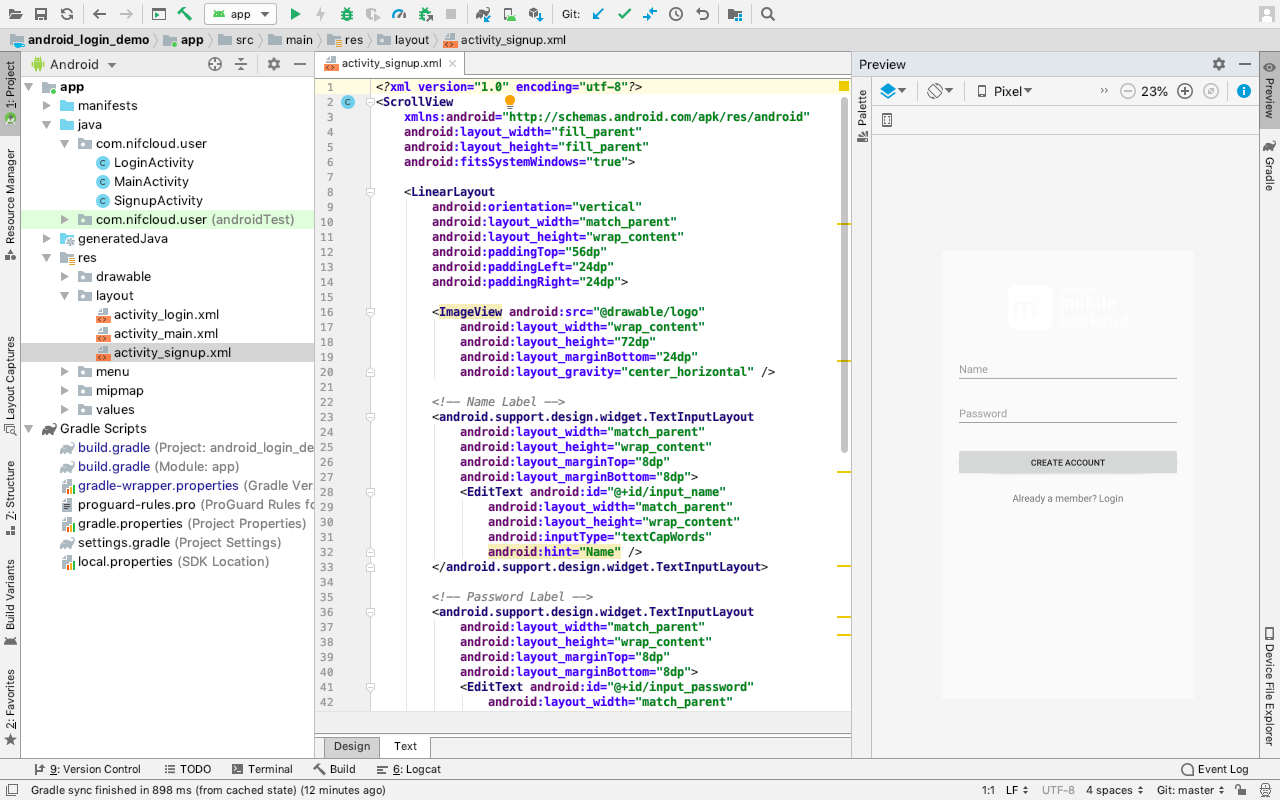 app
Git:
android_login_demo
app
src
main
res
layout
activity_signup.xml
1: Project
Resource Manager
Layout Captures
Z: Structure
Build Variants
2: Favorites
Android
app
manifests
java
com.nifcloud.user
LoginActivity
MainActivity
SignupActivity
com.nifcloud.user (androidTest)
generatedJava
res
drawable
layout
activity_login.xml
activity_main.xml
activity_signup.xml
menu
mipmap
values
Gradle Scripts
build.gradle (Project: android_login_de
build.gradle (Module: app)
gradle-wrapper.properties (Gradle Ver
proguard-rules.pro (ProGuard Rules fo
gradle.properties (Project Properties)
settings.gradle (Project Settings)
local.properties (SDK Location)
activity_signup.xml
1 <?xml version="1.0" encoding="utf-8"?>
2 <ScrollView
3 xmlns:android="http://schemas.android.com/apk/res/android"
4 android:layout_width="fill_parent"
5 android:layout_height="fill_parent"
6 android:fitsSystemWindows="true">
7
8 <LinearLayout
9 android:orientation="vertical"
10 android:layout_width="match_parent"
11 android:layout_height="wrap_content"
12 android:paddingTop="56dp"
13 android:paddingLeft="24dp"
14 android:paddingRight="24dp">
15
16 <ImageView android:src="@drawable/logo"
17 android:layout_width="wrap_content"
18 android:layout_height="72dp"
19 android:layout_marginBottom="24dp"
20 android:layout_gravity="center_horizontal" />
21
22 <!-- Name Label -->
23 <android.support.design.widget.TextInputLayout
24 android:layout_width="match_parent"
25 android:layout_height="wrap_content"
26 android:layout_marginTop="8dp"
27 android:layout_marginBottom="8dp">
28 <EditText android:id="@+id/input_name"
29 android:layout_width="match_parent"
30 android:layout_height="wrap_content"
31 android:inputType="textCapWords"
32 android:hint="Name" />
33 </android.support.design.widget.TextInputLayout>
34
35 <!-- Password Label -->
36 <android.support.design.widget.TextInputLayout
37 android:layout_width="match_parent"
38 android:layout_height="wrap_content"
39 android:layout_marginTop="8dp"
40 android:layout_marginBottom="8dp">
41 <EditText android:id="@+id/input_password"
42 android:layout_width="match_parent"
Design
Text
Preview
Palette
Pixel
23%
mobile
backend
Name
Password
CREATE ACCOUNT
Already a member? Login
Preview
Gradle
Device File Explorer
9: Version Control
TODO
Terminal
Build
6: Logcat
Event Log
Gradle sync finished in 898 ms (from cached state) (12 minutes ago)
1:1
LF
UTF-8
4 spaces
Git: master